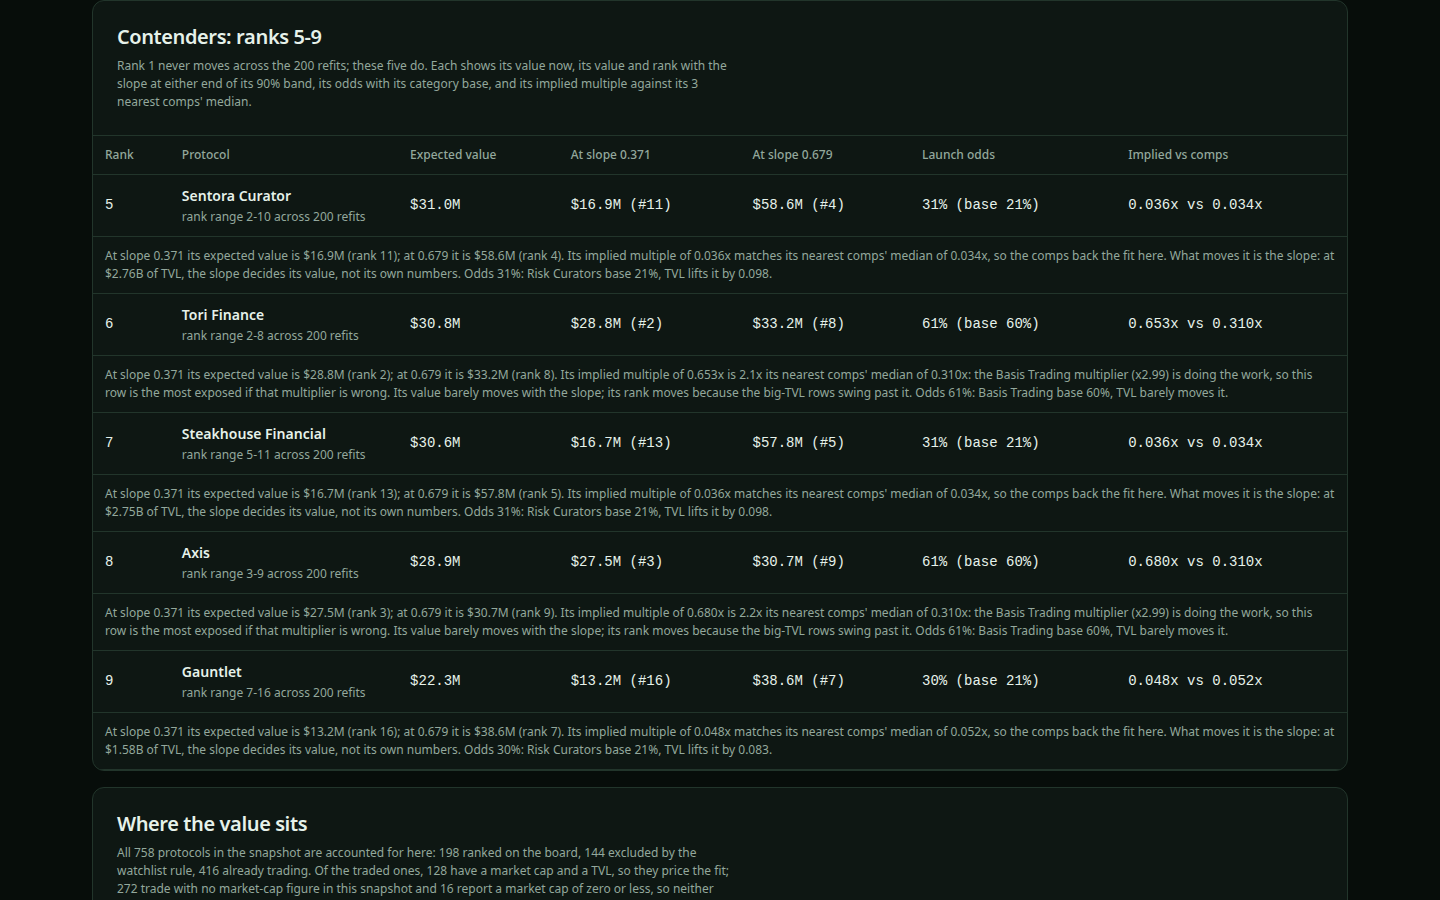 Contenders: ranks 5-9
Rank 1 never moves across the 200 refits; these five do. Each shows its value now, its value and rank with the
slope at either end of its 90% band, its odds with its category base, and its implied multiple against its 3
nearest comps' median.
Rank Protocol Expected value At slope 0.371 At slope 0.679 Launch odds Implied vs comps
5 Sentora Curator $31.0M $16.9M (#11) $58.6M (#4) 31% (base 21%) 0.036x vs 0.034x
rank range 2-10 across 200 refits
At slope 0.371 its expected value is $16.9M (rank 11); at 0.679 it is $58.6M (rank 4). Its implied multiple of 0.036x matches its nearest comps' median of 0.034x, so the comps back the fit here. What moves it is the slope: at
$2.76B of TVL, the slope decides its value, not its own numbers. Odds 31%: Risk Curators base 21%, TVL lifts it by 0.098.
6 Tori Finance $30.8M $28.8M (#2) $33.2M (#8) 61% (base 60%) 0.653x vs 0.310x
rank range 2-8 across 200 refits
At slope 0.371 its expected value is $28.8M (rank 2); at 0.679 it is $33.2M (rank 8). Its implied multiple of 0.653x is 2.1x its nearest comps' median of 0.310x: the Basis Trading multiplier (x2.99) is doing the work, so this
row is the most exposed if that multiplier is wrong. Its value barely moves with the slope; its rank moves because the big-TVL rows swing past it. Odds 61%: Basis Trading base 60%, TVL barely moves it.
7 Steakhouse Financial $30.6M $16.7M (#13) $57.8M (#5) 31% (base 21%) 0.036x vs 0.034x
rank range 5-11 across 200 refits
At slope 0.371 its expected value is $16.7M (rank 13); at 0.679 it is $57.8M (rank 5). Its implied multiple of 0.036x matches its nearest comps' median of 0.034x, so the comps back the fit here. What moves it is the slope: at
$2.75B of TVL, the slope decides its value, not its own numbers. Odds 31%: Risk Curators base 21%, TVL lifts it by 0.098.
8 Axis $28.9M $27.5M (#3) $30.7M (#9) 61% (base 60%) 0.680x vs 0.310x
rank range 3-9 across 200 refits
At slope 0.371 its expected value is $27.5M (rank 3); at 0.679 it is $30.7M (rank 9). Its implied multiple of 0.680x is 2.2x its nearest comps' median of 0.310x: the Basis Trading multiplier (x2.99) is doing the work, so this
row is the most exposed if that multiplier is wrong. Its value barely moves with the slope; its rank moves because the big-TVL rows swing past it. Odds 61%: Basis Trading base 60%, TVL barely moves it.
9 Gauntlet $22.3M $13.2M (#16) $38.6M (#7) 30% (base 21%) 0.048x vs 0.052x
rank range 7-16 across 200 refits
At slope 0.371 its expected value is $13.2M (rank 16); at 0.679 it is $38.6M (rank 7). Its implied multiple of 0.048x matches its nearest comps' median of 0.052x, so the comps back the fit here. What moves it is the slope: at
$1.58B of TVL, the slope decides its value, not its own numbers. Odds 30%: Risk Curators base 21%, TVL lifts it by 0.083.
Where the value sits
All 758 protocols in the snapshot are accounted for here: 198 ranked on the board, 144 excluded by the
watchlist rule, 416 already trading. Of the traded ones, 128 have a market cap and a TVL, so they price the fit;
272 trade with no market-cap figure in this snapshot and 16 report a market cap of zero or less, so neither